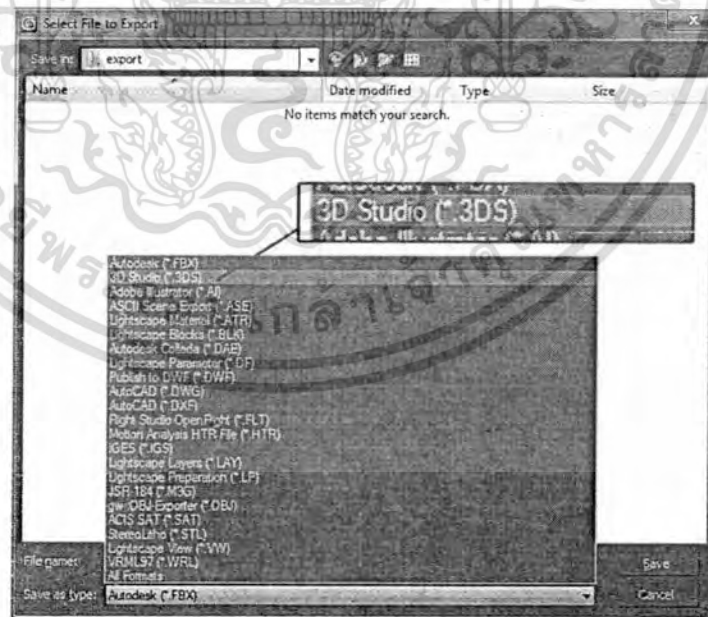 Select File to Export
Save in: export
Name Date modified Type Size
No items match your search.
3D Studio (*.3DS)
Autodesk (*.FBX)
3D Studio (*.3DS)
Adobe Illustrator (*.AI)
ASCII Scene Export (*.ASE)
Lightscape Material (*.ATR)
Lightscape Blocks (*.BLK)
Autodesk Collada (*.DAE)
Lightscape Parameter (*.DF)
Publish to DWF (*.DWF)
AutoCAD (*.DWG)
AutoCAD (*.DXF)
Flight Studio OpenFlight (*.FLT)
Motion Analysis HTR File (*.HTR)
IGES (*.IGS)
Lightscape Layers (*.LAY)
Lightscape Preparation (*.LP)
JSR-184 (*.M3G)
gw::OBJ-Exporter (*.OBJ)
ACIS SAT (*.SAT)
StereoLitho (*.STL)
Lightscape View (*.VW)
VRML97 (*.WRL)
All Formats
File name: Save
Save as type: Autodesk (*.FBX) Cancel